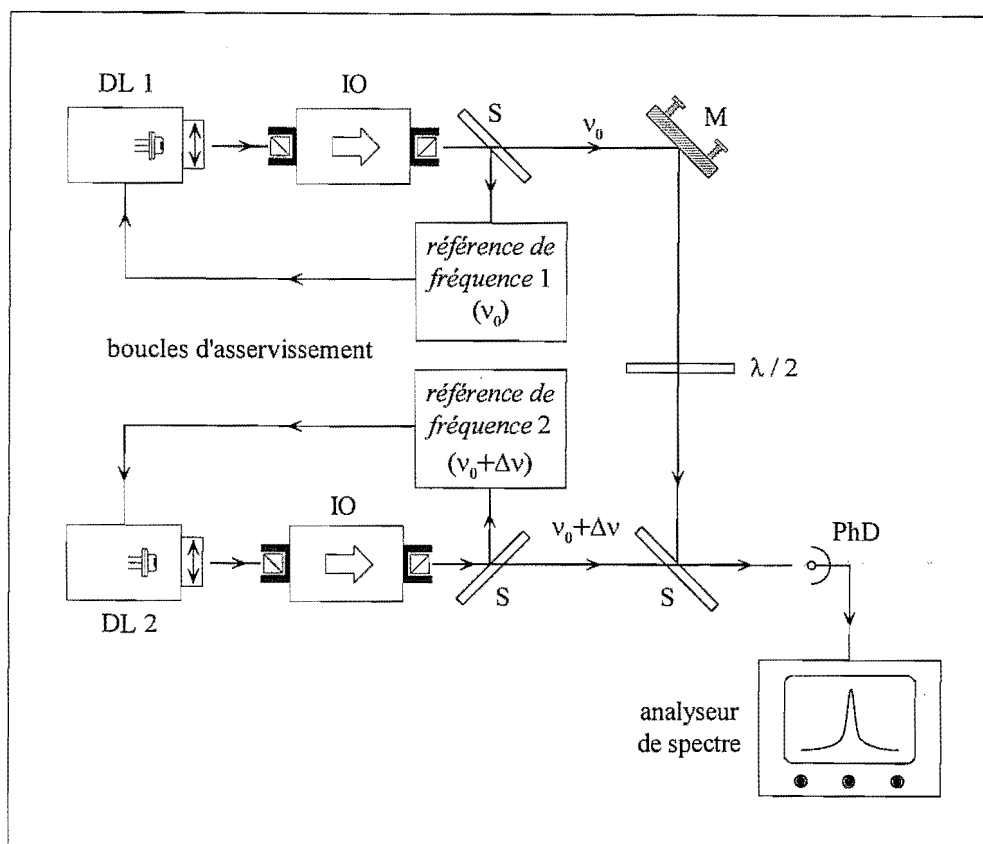 DL 1
IO
S
ν₀
M
référence de
fréquence 1
(ν₀)
boucles d'asservissement
λ / 2
référence de
fréquence 2
(ν₀+Δν)
IO
ν₀+Δν
PhD
S
S
DL 2
analyseur
de spectre